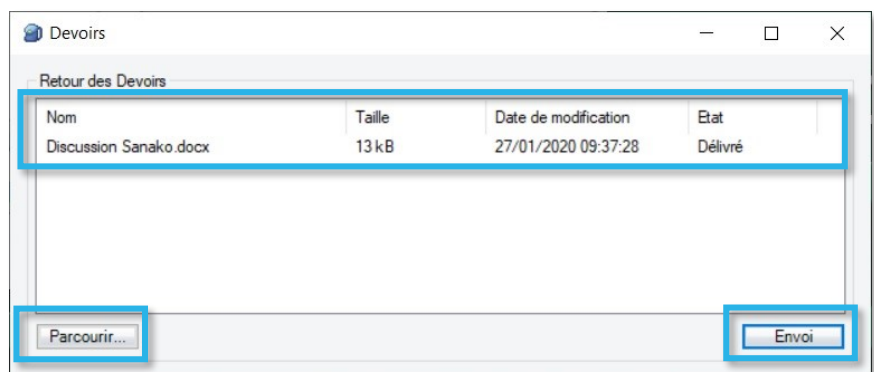 Devoirs
Retour des Devoirs
Nom Taille Date de modification Etat
Discussion Sanako.docx 13 kB 27/01/2020 09:37:28 Délivré
Parcourir... Envoi